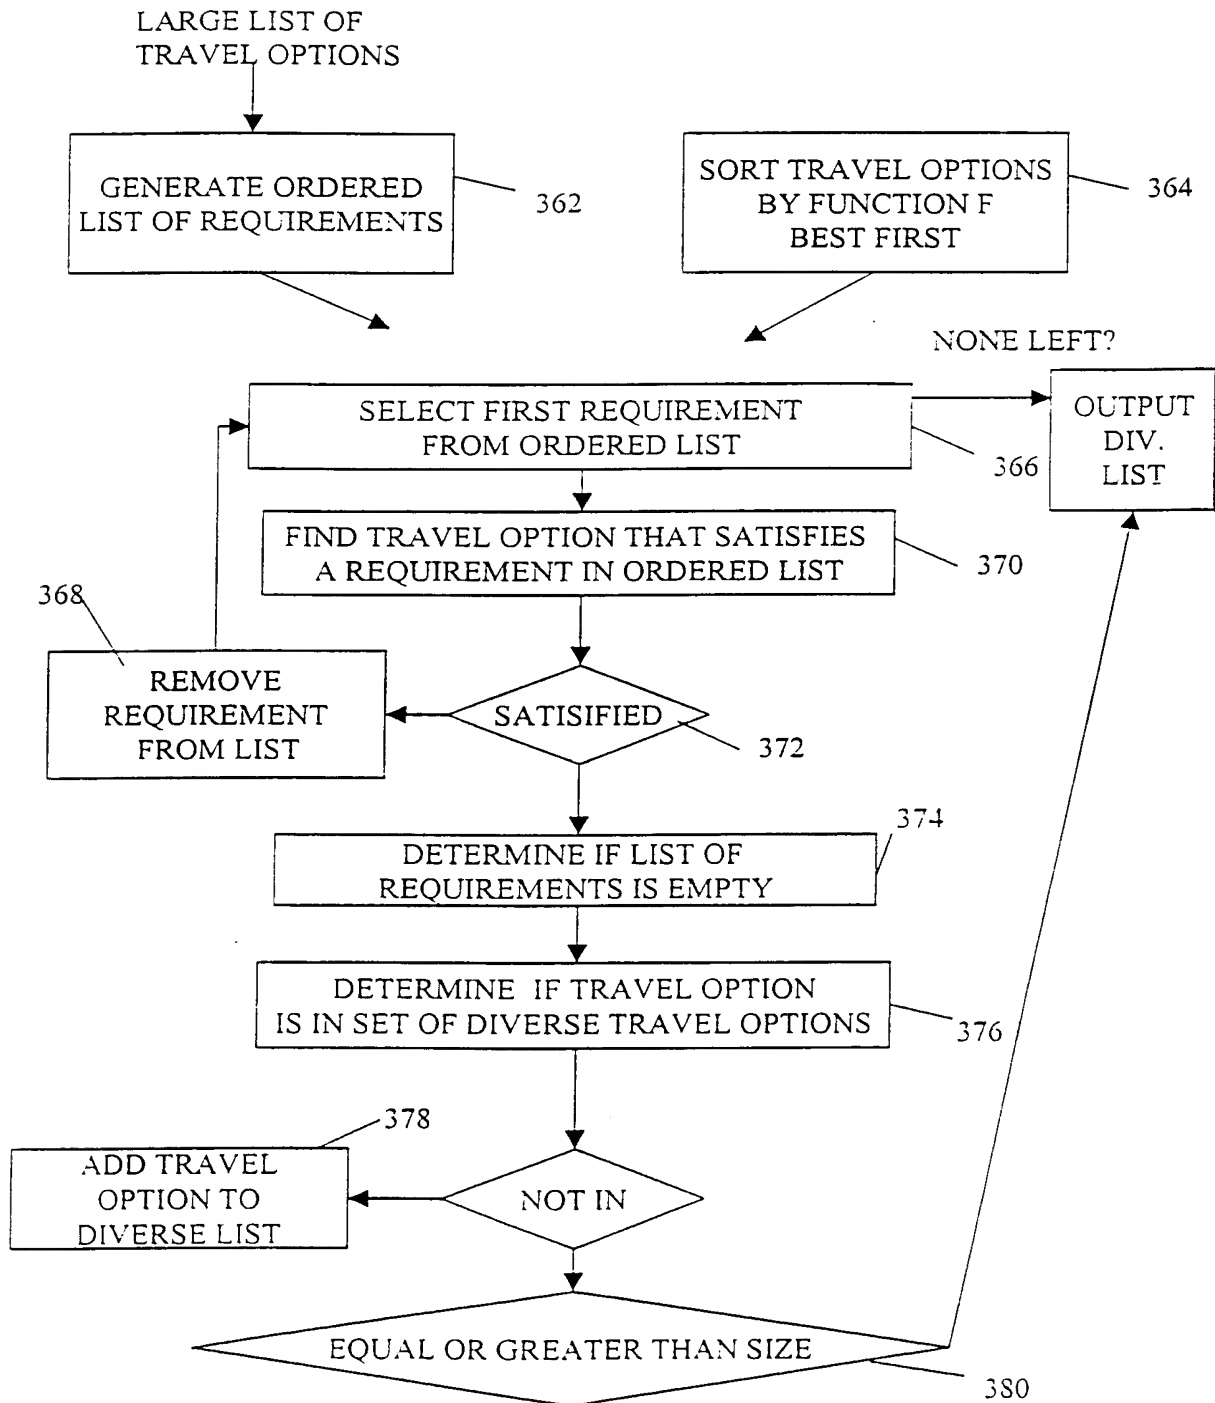 LARGE LIST OF
TRAVEL OPTIONS
GENERATE ORDERED
LIST OF REQUIREMENTS
362
SORT TRAVEL OPTIONS
BY FUNCTION F
BEST FIRST
364
NONE LEFT?
SELECT FIRST REQUIREMENT
FROM ORDERED LIST
366
OUTPUT
DIV.
LIST
FIND TRAVEL OPTION THAT SATISFIES
A REQUIREMENT IN ORDERED LIST
370
368
REMOVE
REQUIREMENT
FROM LIST
SATISIFIED
372
374
DETERMINE IF LIST OF
REQUIREMENTS IS EMPTY
DETERMINE IF TRAVEL OPTION
IS IN SET OF DIVERSE TRAVEL OPTIONS
376
378
ADD TRAVEL
OPTION TO
DIVERSE LIST
NOT IN
EQUAL OR GREATER THAN SIZE
380